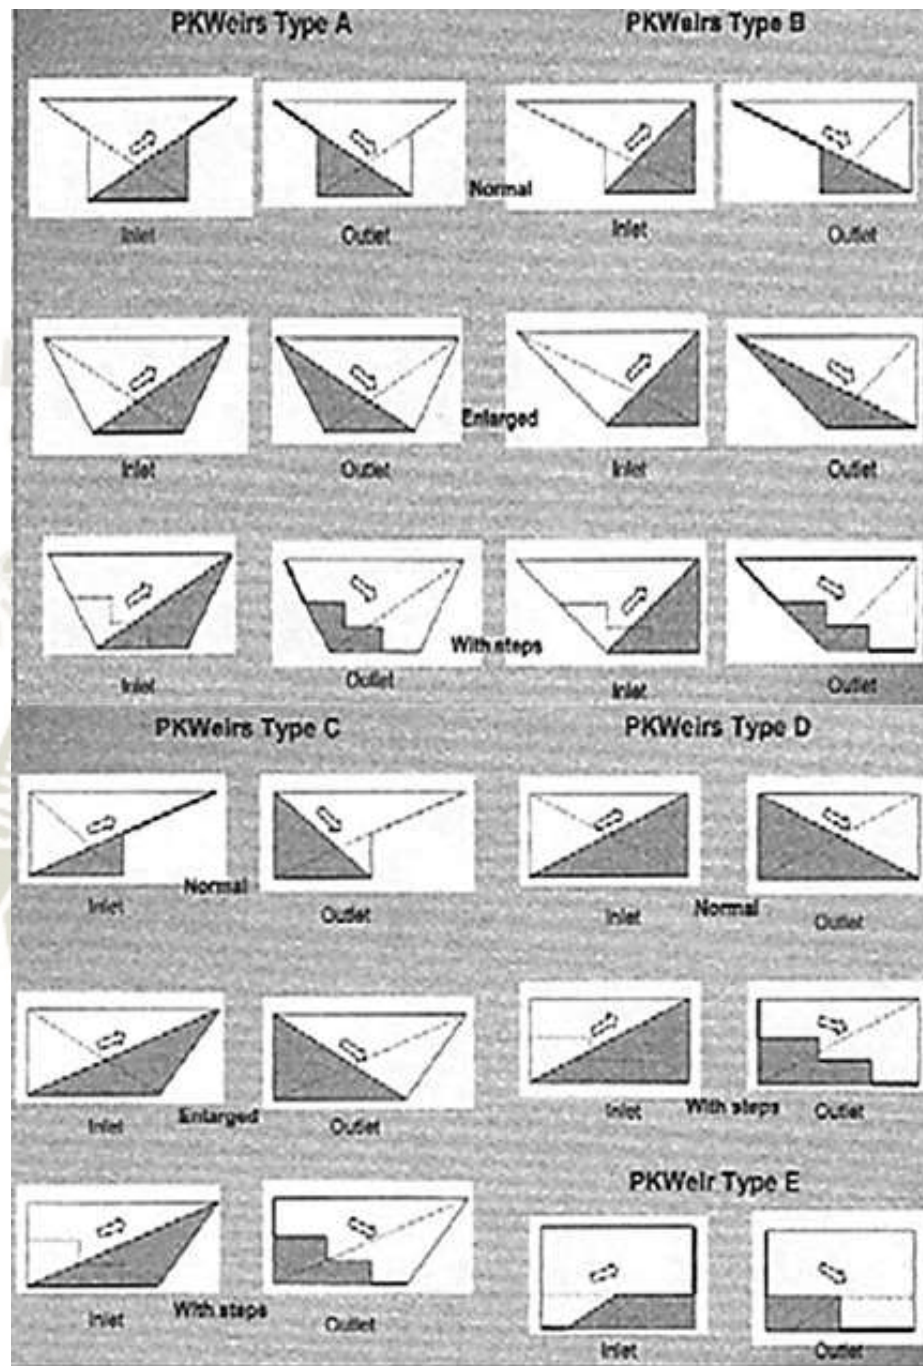 PKWeirs Type A
PKWeirs Type B
Inlet
Outlet
Normal
Inlet
Outlet
Inlet
Outlet
Enlarged
Inlet
Outlet
Inlet
Outlet
With steps
Inlet
Outlet
PKWeirs Type C
PKWeirs Type D
Inlet
Normal
Outlet
Inlet
Normal
Outlet
Inlet
Enlarged
Outlet
Inlet
With steps
Outlet
PKWeir Type E
Inlet
With steps
Outlet
Inlet
Outlet